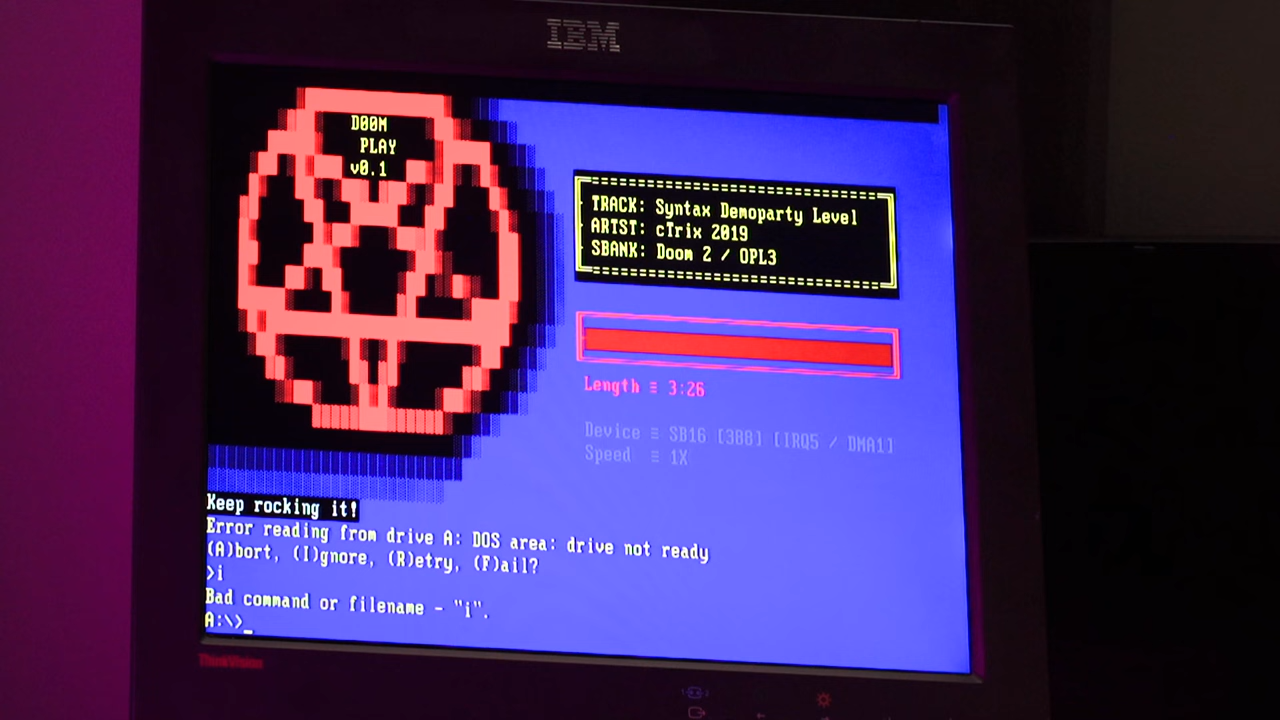 IBM
D00M
PLAY
v0.1
TRACK: Syntax Demoparty Level
ARTST: cTrix 2019
SBANK: Doom 2 / OPL3
Length ≡ 3:26
Device ≡ SB16 [388] [IRQ5 / DMA1]
Speed ≡ 1X
Keep rocking it!
Error reading from drive A: DOS area: drive not ready
(A)bort, (I)gnore, (R)etry, (F)ail?
>i
Bad command or filename - "i".
A:\>_
ThinkVision